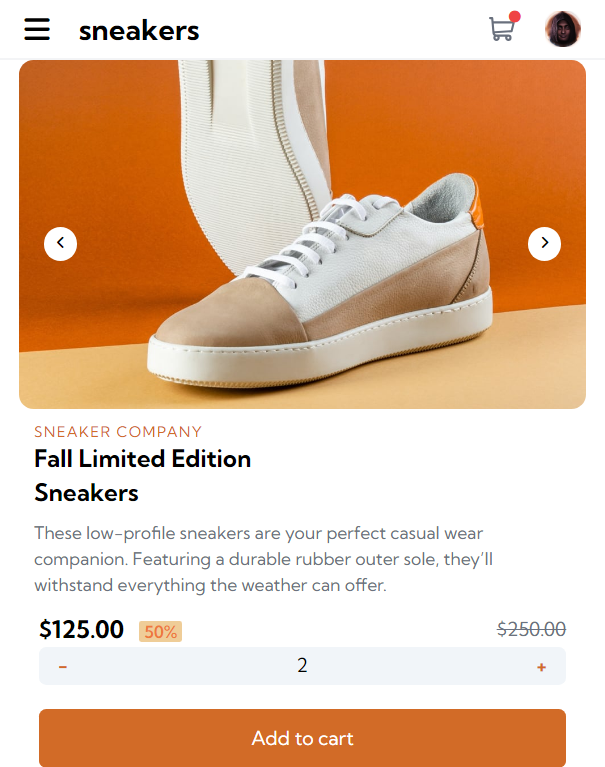 sneakers
SNEAKER COMPANY
Fall Limited Edition
Sneakers
These low-profile sneakers are your perfect casual wear
companion. Featuring a durable rubber outer sole, they'll
withstand everything the weather can offer.
$125.00 50% $250.00
- 2 +
Add to cart